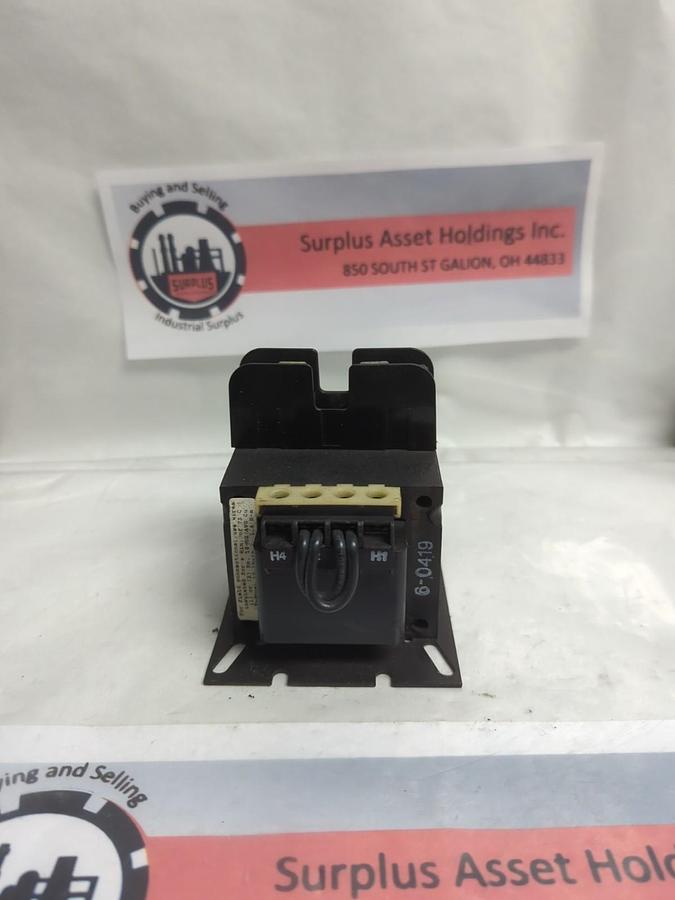 Buying and Selling
SURPLUS
Industrial Surplus
Surplus Asset Holdings Inc.
850 SOUTH ST GALION, OH 44833
H4
H1
6-0419
ying and Selling
Surplus Asset Hol